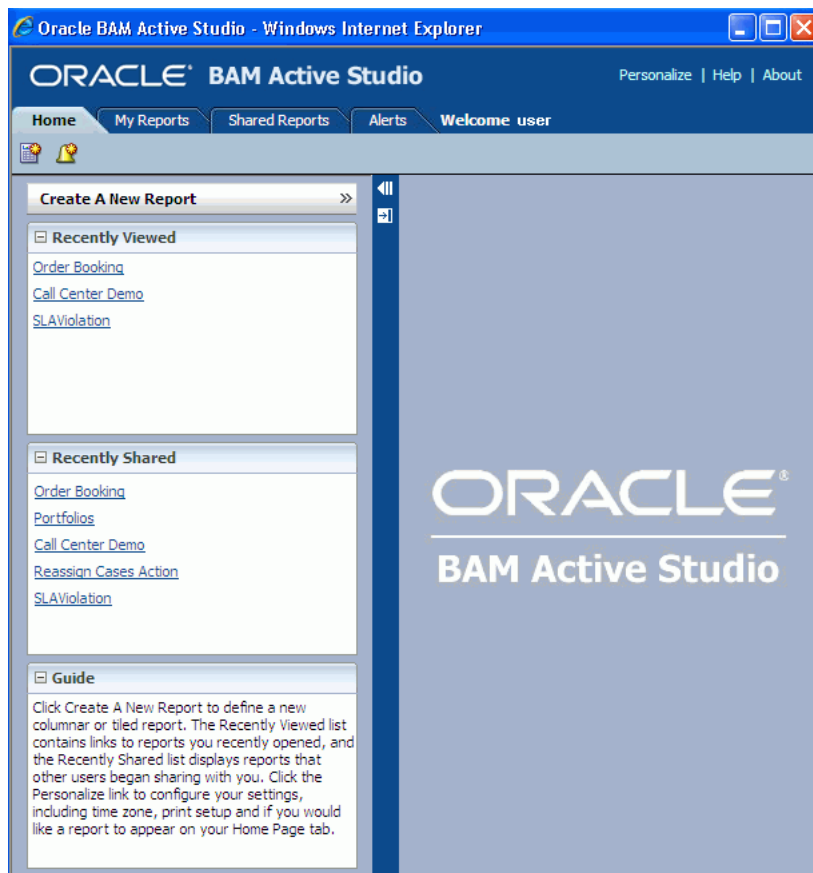 Oracle BAM Active Studio - Windows Internet Explorer
ORACLE® BAM Active Studio
Personalize | Help | About
Home My Reports Shared Reports Alerts Welcome user
Create A New Report »
Recently Viewed
Order Booking
Call Center Demo
SLAViolation
Recently Shared
Order Booking
Portfolios
Call Center Demo
Reassign Cases Action
SLAViolation
Guide
Click Create A New Report to define a new
columnar or tiled report. The Recently Viewed list
contains links to reports you recently opened, and
the Recently Shared list displays reports that
other users began sharing with you. Click the
Personalize link to configure your settings,
including time zone, print setup and if you would
like a report to appear on your Home Page tab.
ORACLE®
BAM Active Studio